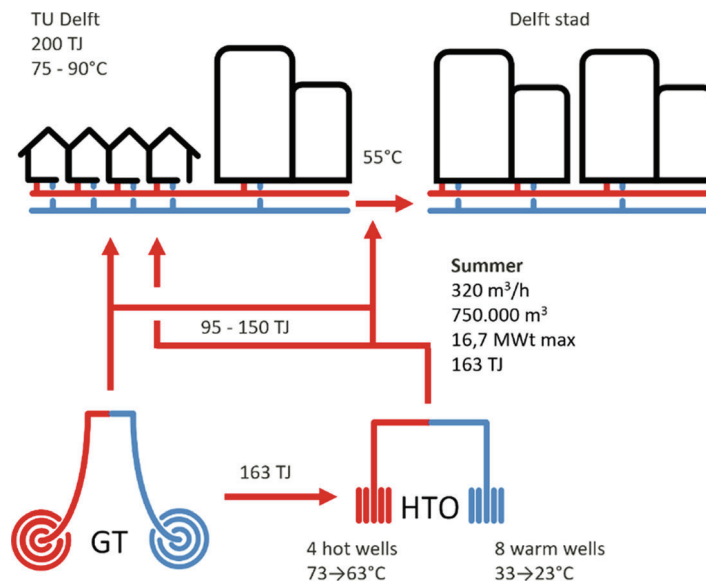 TU Delft
200 TJ
75 - 90°C
Delft stad
55°C
Summer
320 m³/h
750.000 m³
16,7 MWt max
163 TJ
95 - 150 TJ
163 TJ
GT
HTO
4 hot wells
73→63°C
8 warm wells
33→23°C